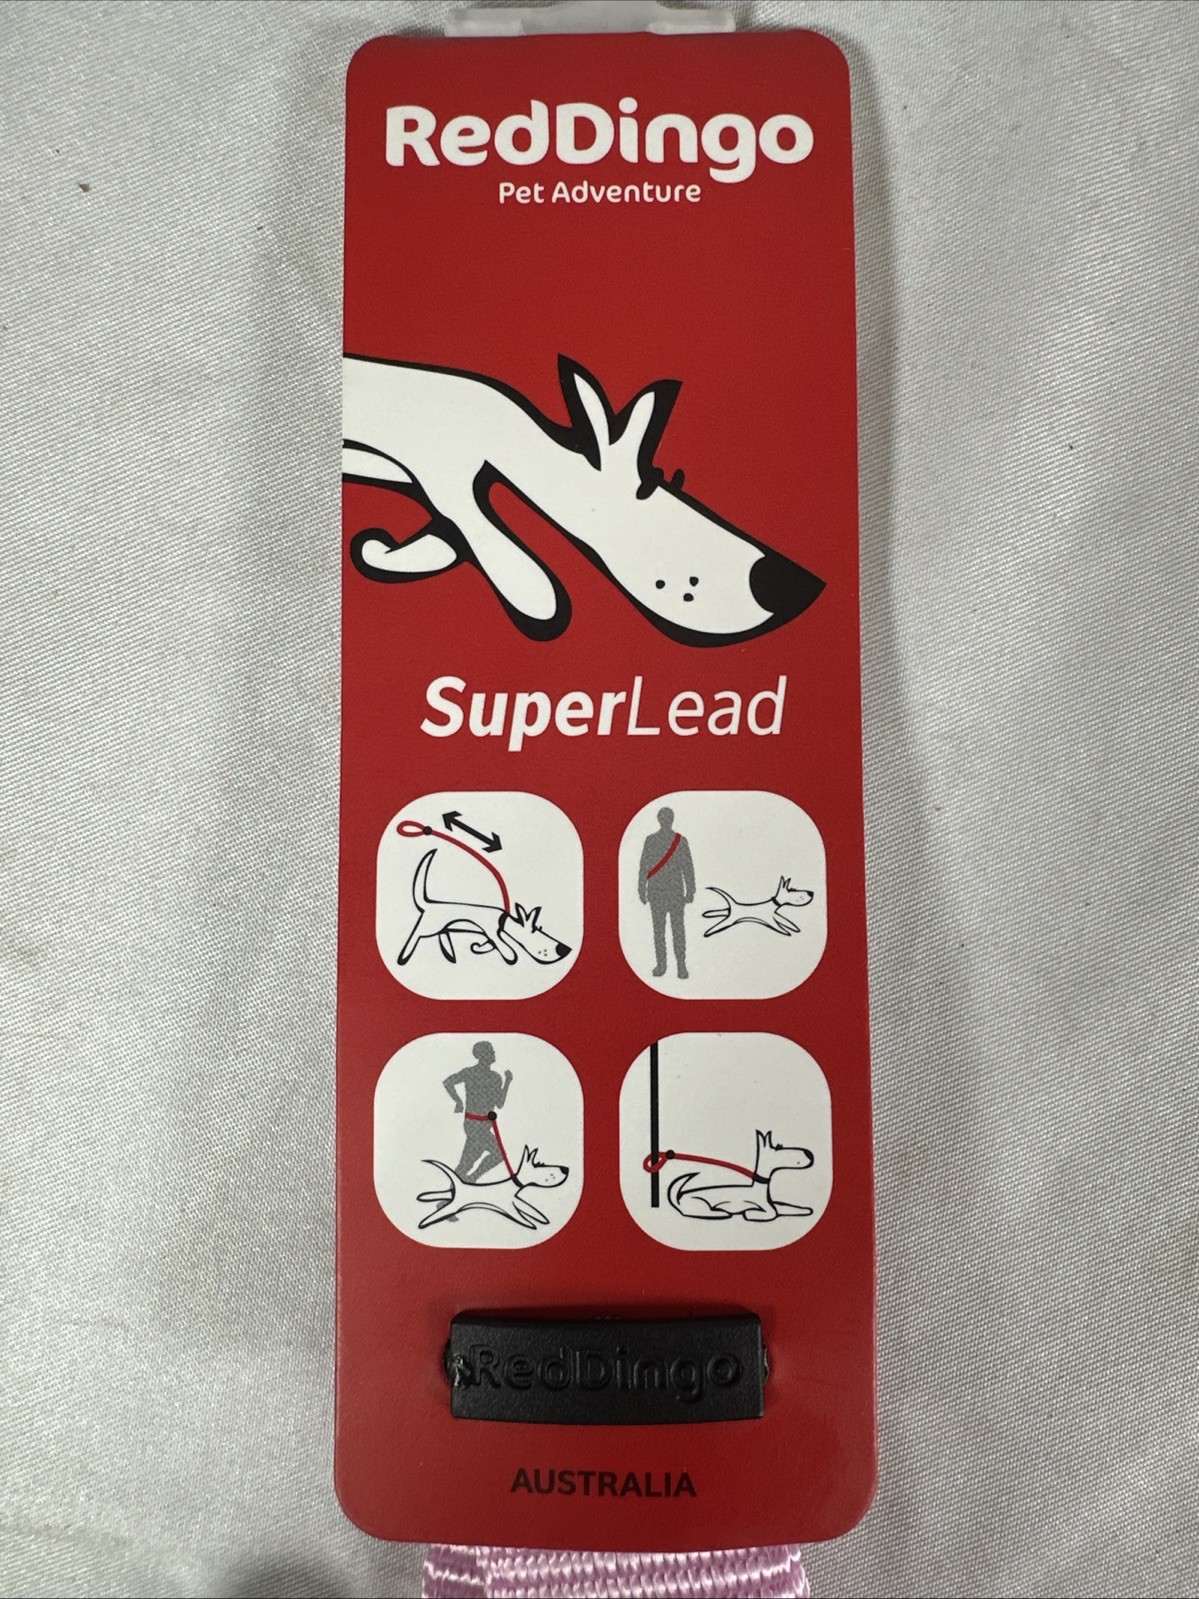 RedDingo
Pet Adventure
SuperLead
RedDingo
AUSTRALIA